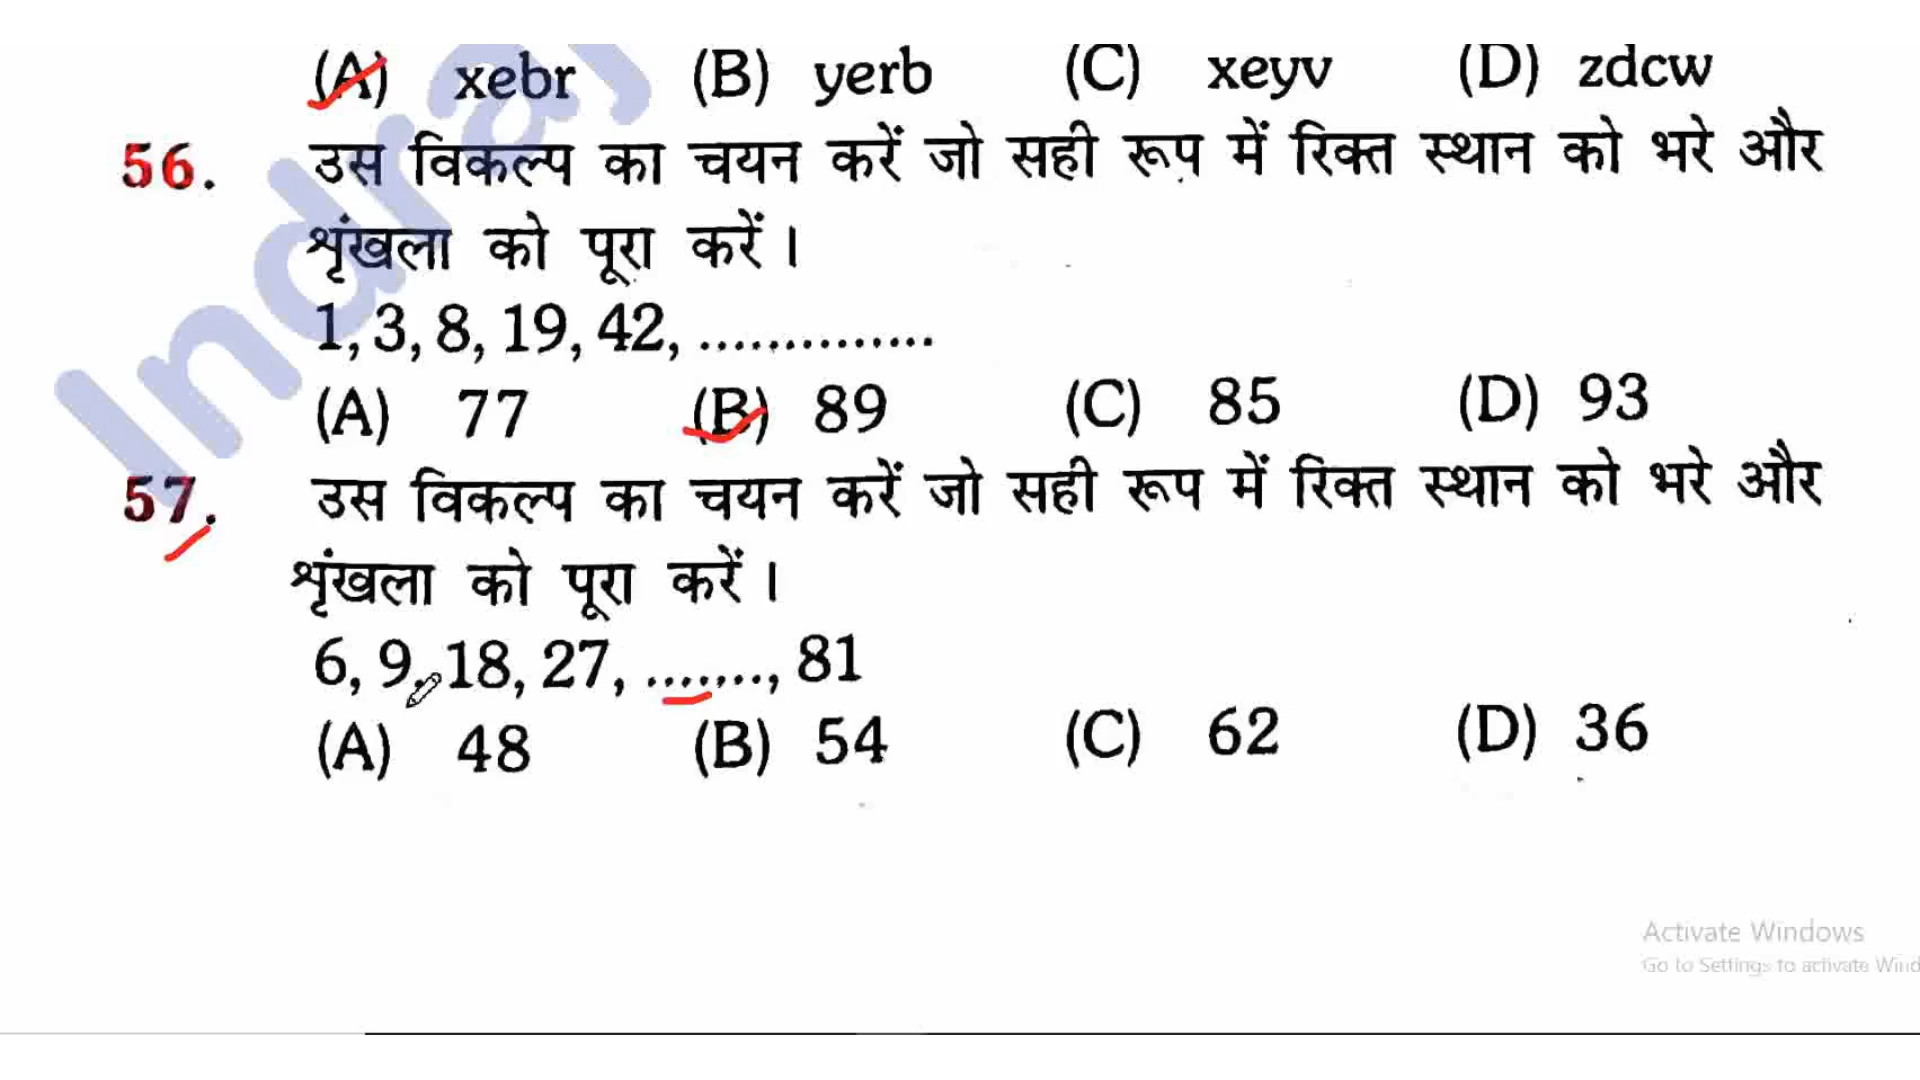 (A) xebr (B) yerb (C) xeyv (D) zdcw
56. उस विकल्प का चयन करें जो सही रूप में रिक्त स्थान को भरे और
शृंखला को पूरा करें।
1, 3, 8, 19, 42, ..............
(A) 77 (B) 89 (C) 85 (D) 93
57. उस विकल्प का चयन करें जो सही रूप में रिक्त स्थान को भरे और
शृंखला को पूरा करें।
6, 9, 18, 27, ........, 81
(A) 48 (B) 54 (C) 62 (D) 36
Indraj
Activate Windows
Go to Settings to activate Wind